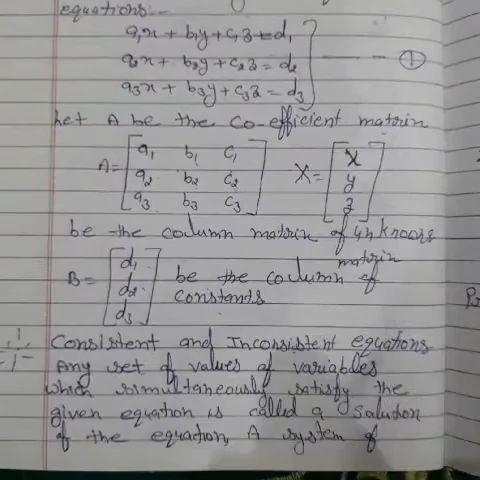 equations:-
a₁x + b₁y + c₁z = d₁
a₂x + b₂y + c₂z = d₂
a₃x + b₃y + c₃z = d₃ — ①
Let A be the Co-efficient matrix
A = [a₁ b₁ c₁ X = [x
a₂ b₂ c₂ y
a₃ b₃ c₃] z]
be the column matrix of unknowns
B = [d₁ be the column matrix of
d₂ constants
d₃]
Consistent and Inconsistent equations
Any set of values of variables
which simultaneously satisfy the
given equation is called a solution
of the equation, A system of